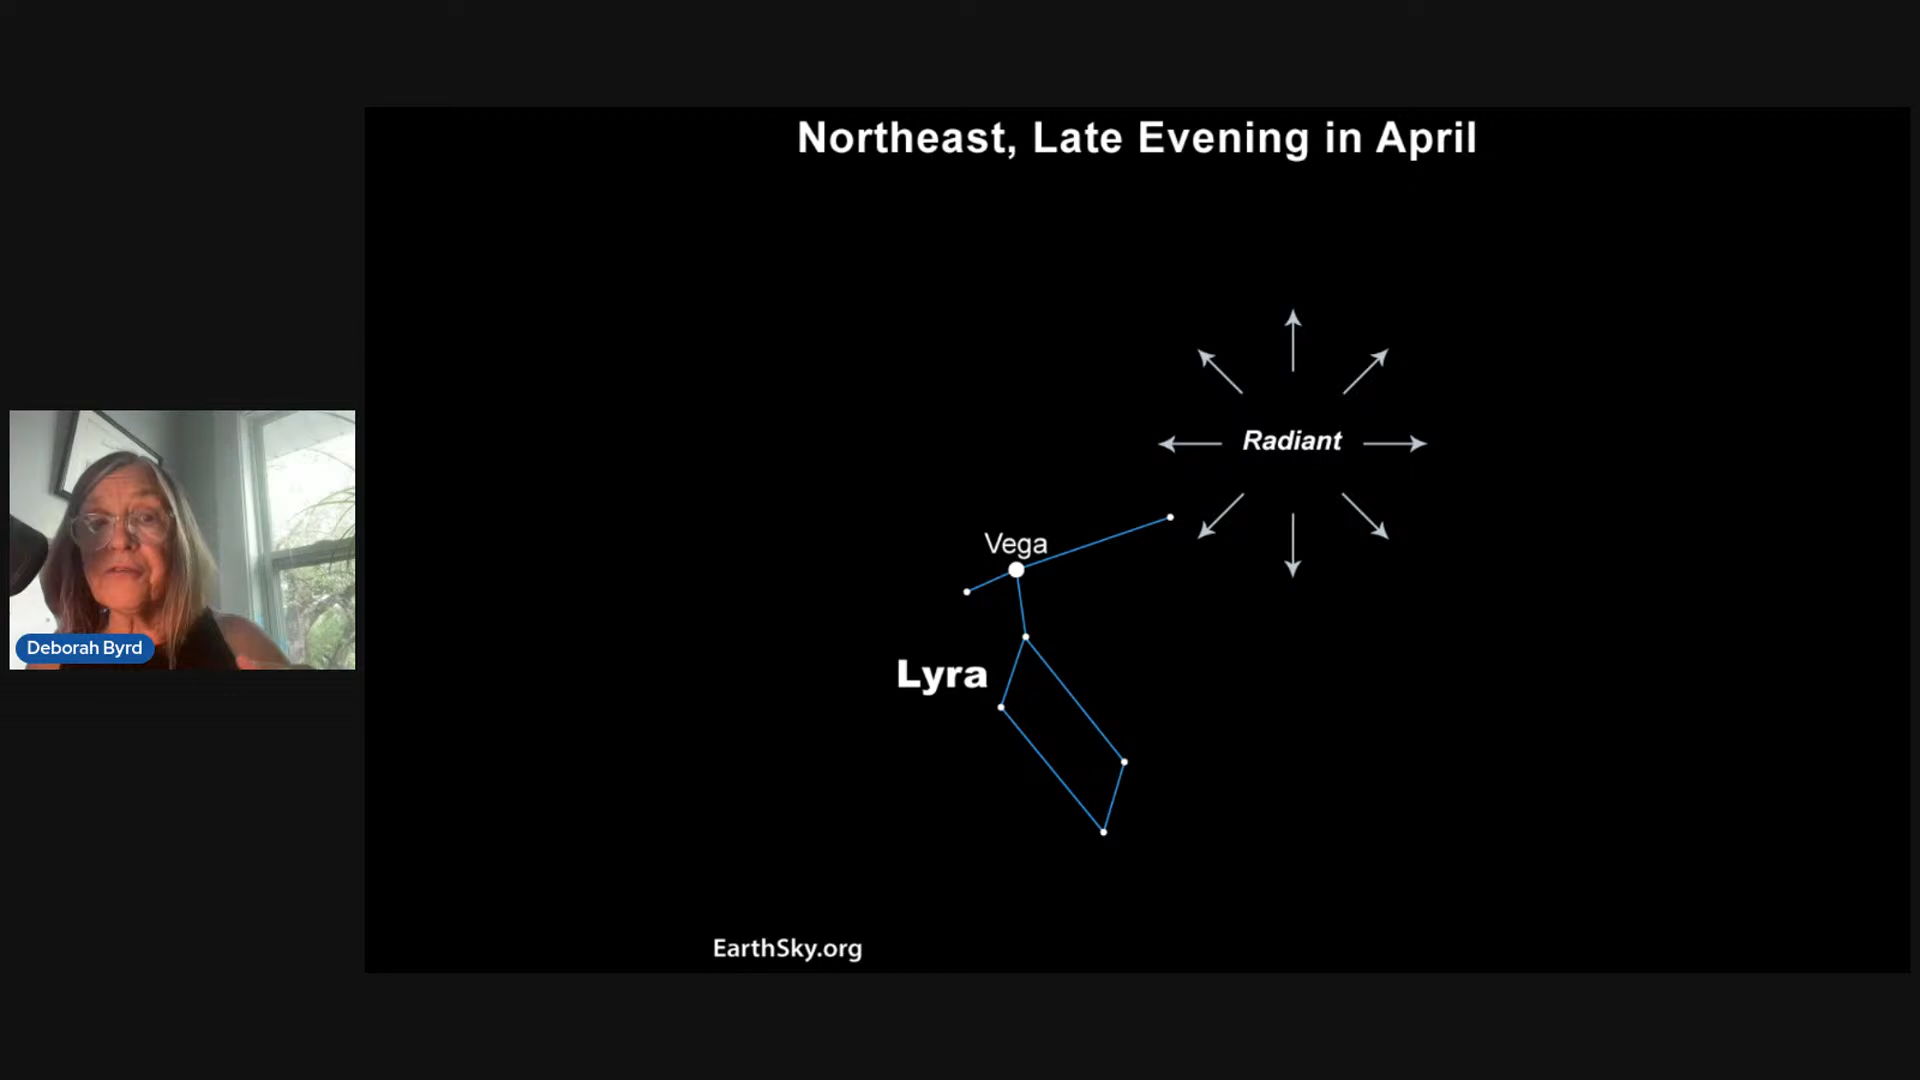 Northeast, Late Evening in April
Radiant
Vega
Lyra
Deborah Byrd
EarthSky.org